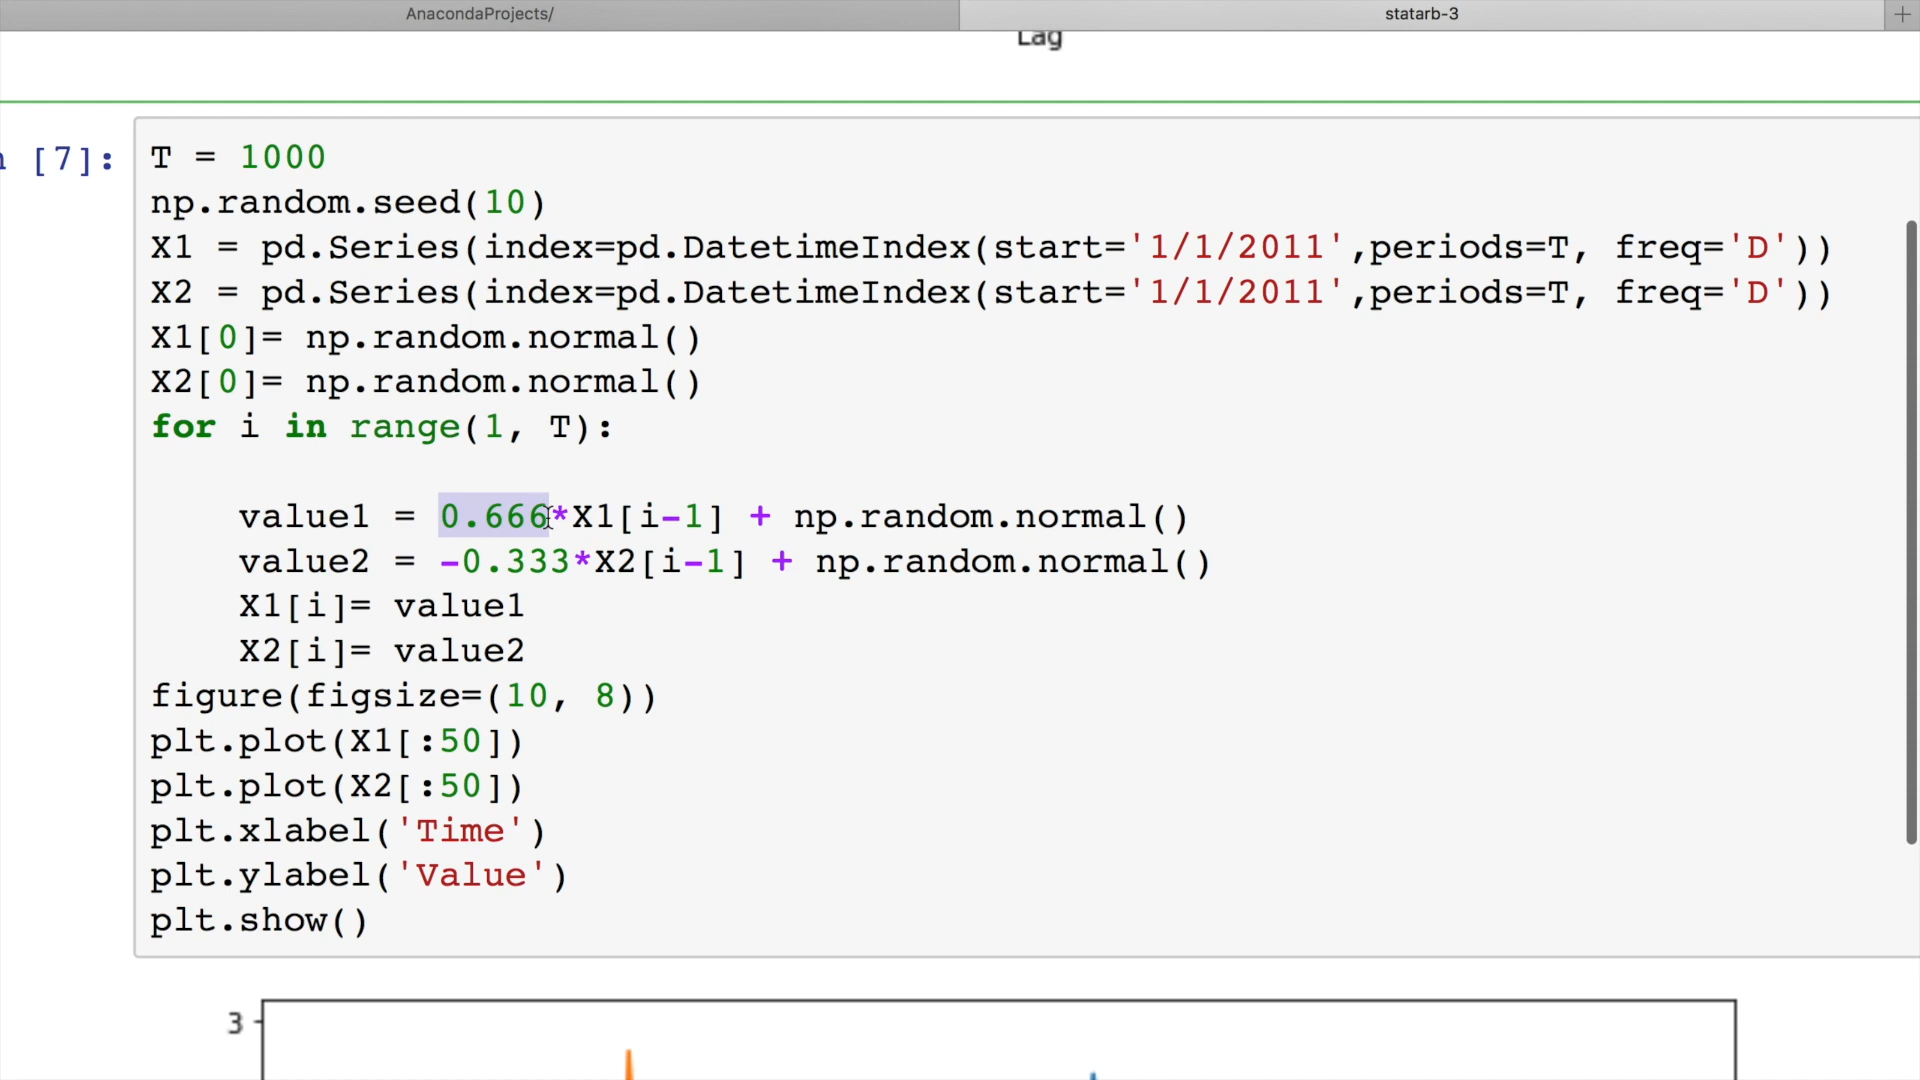 AnacondaProjects/
statarb-3
Lag
[7]:
T = 1000
np.random.seed(10)
X1 = pd.Series(index=pd.DatetimeIndex(start='1/1/2011',periods=T, freq='D'))
X2 = pd.Series(index=pd.DatetimeIndex(start='1/1/2011',periods=T, freq='D'))
X1[0]= np.random.normal()
X2[0]= np.random.normal()
for i in range(1, T):
value1 = 0.666*X1[i-1] + np.random.normal()
value2 = -0.333*X2[i-1] + np.random.normal()
X1[i]= value1
X2[i]= value2
figure(figsize=(10, 8))
plt.plot(X1[:50])
plt.plot(X2[:50])
plt.xlabel('Time')
plt.ylabel('Value')
plt.show()
3